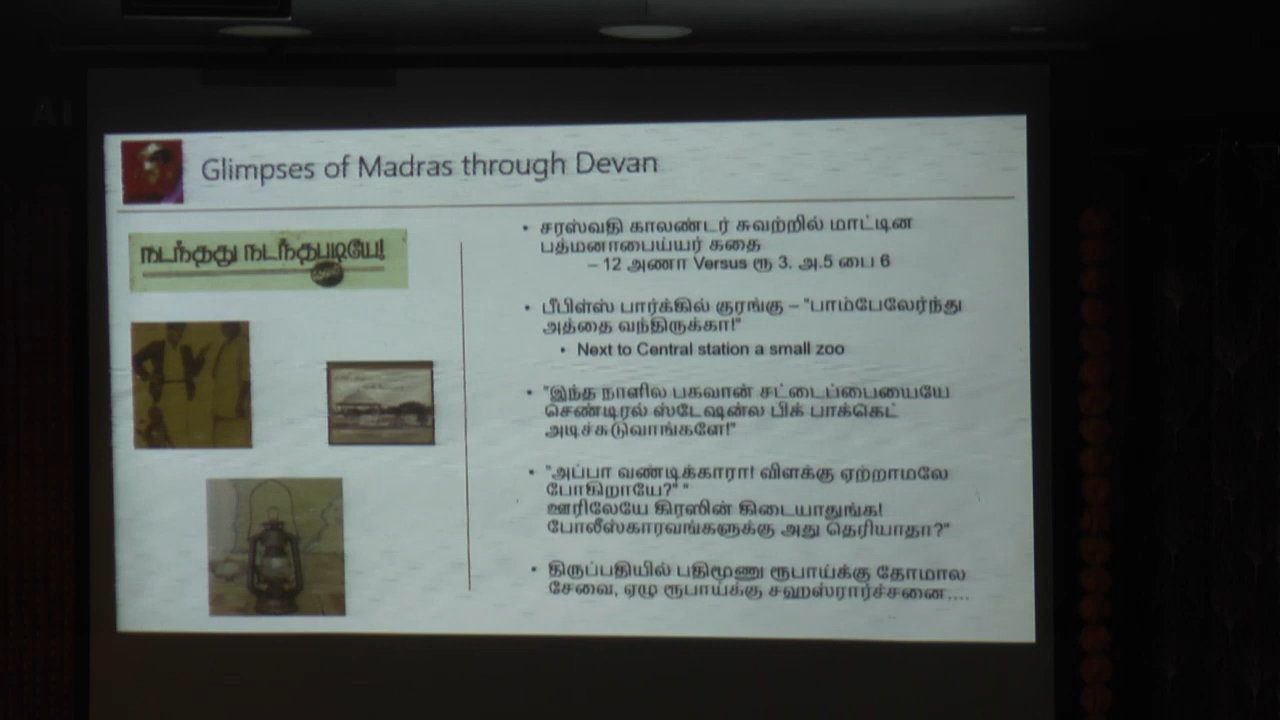 Glimpses of Madras through Devan
நடந்தது நடந்தபடியே!
• சரஸ்வதி காலண்டர் சுவற்றில் மாட்டின
பத்மனாபைய்யர் கதை
– 12 அணா Versus ரூ 3. அ.5 பை 6
• பீபிள்ஸ் பார்க்கில் குரங்கு – "பாம்பேலேர்ந்து
அத்தை வந்திருக்கா!"
• Next to Central station a small zoo
• "இந்த நாளில பகவான் சட்டைப்பையையே
செண்டிரல் ஸ்டேஷன்ல பிக் பாக்கெட்
அடிச்சுடுவாங்களே!"
• "அப்பா வண்டிக்காரா! விளக்கு ஏற்றாமலே
போகிறாயே?" "
ஊரிலேயே கிரஸின் கிடையாதுங்க!
போலீஸ்காரவங்களுக்கு அது தெரியாதா?"
• திருப்பதியில் பதிமூணு ரூபாய்க்கு தோமால
சேவை, ஏழு ரூபாய்க்கு சஹஸ்ரார்ச்சனை....